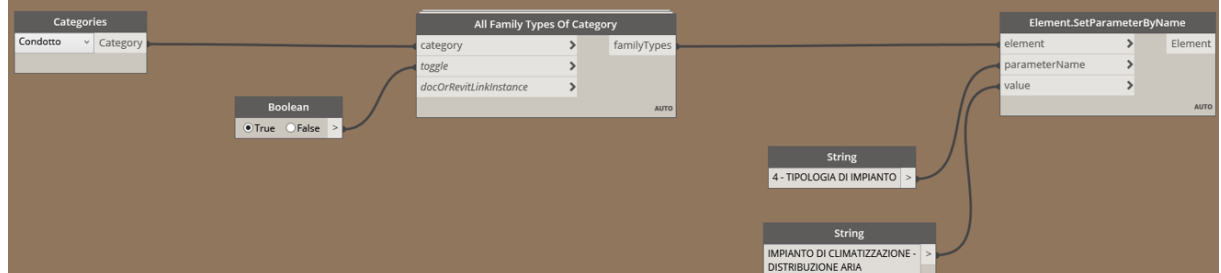 Categories
Condotto
Category
All Family Types Of Category
category >
familyTypes
toggle >
docOrRevitLinkInstance >
AUTO
Boolean
True False >
Element.SetParameterByName
element >
Element
parameterName >
value >
AUTO
String
4 - TIPOLOGIA DI IMPIANTO >
String
IMPIANTO DI CLIMATIZZAZIONE - >
DISTRIBUZIONE ARIA